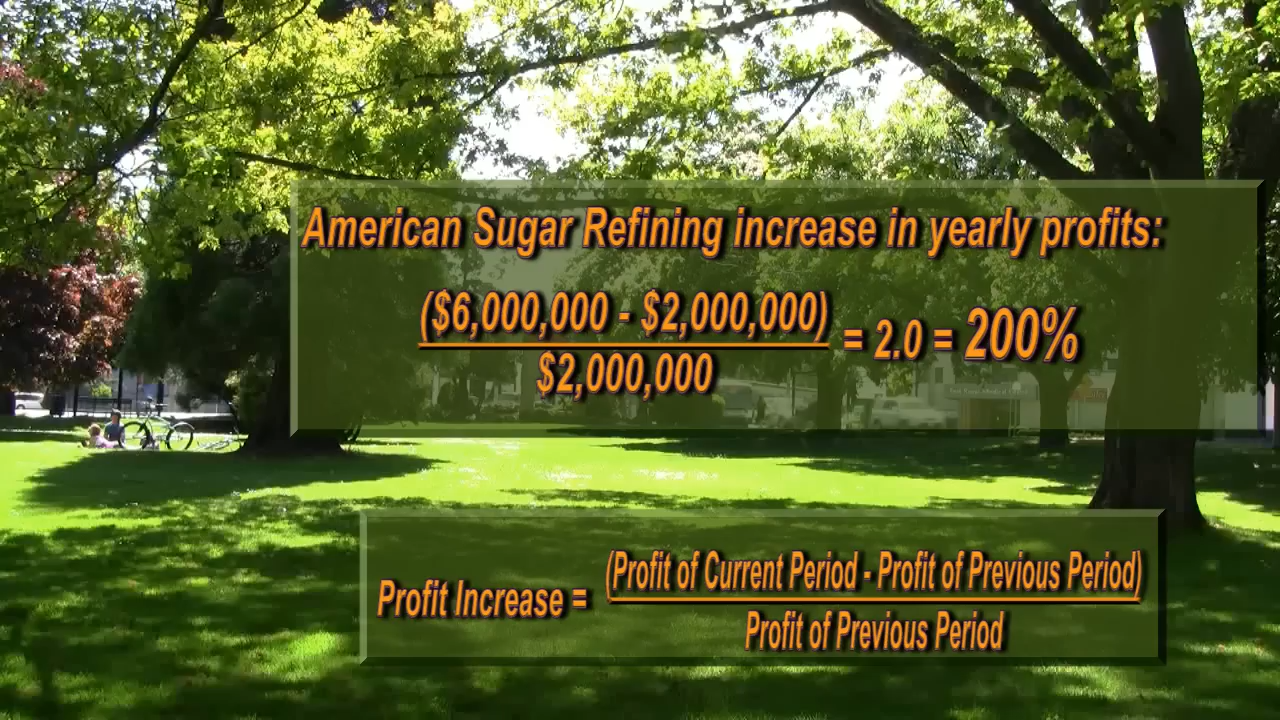 American Sugar Refining increase in yearly profits:
($6,000,000 - $2,000,000)
$2,000,000
= 2.0 = 200%
Profit Increase =
(Profit of Current Period - Profit of Previous Period)
Profit of Previous Period